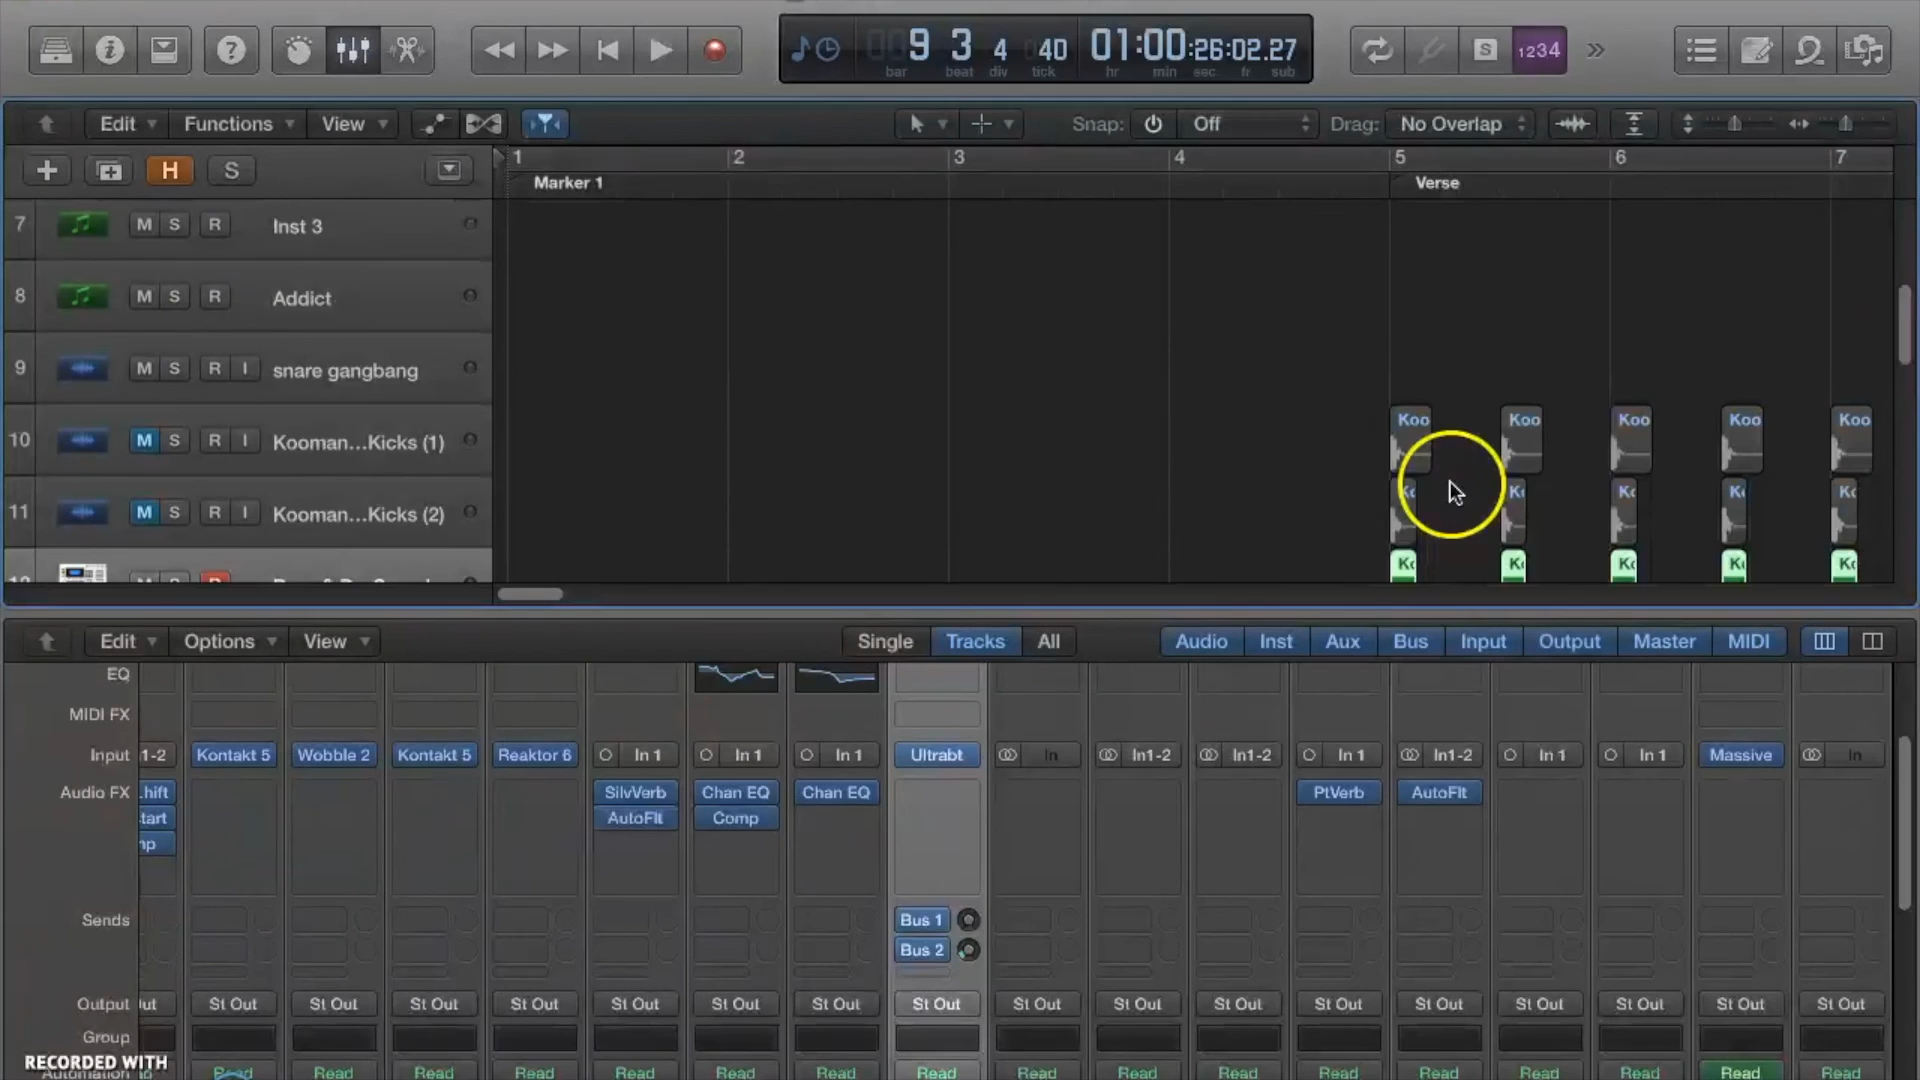 1234
9 3 4 40 01:00:26:02.27
bar beat div tick hr min sec fr sub
Edit Functions View Snap: Off Drag: No Overlap
H S
1 2 3 4 5 6 7
Marker 1 Verse
7 M S R Inst 3
8 M S R Addict
9 M S R I snare gangbang
10 M S R I Kooman...Kicks (1)
Koo Koo Koo Koo Koo
11 M S R I Kooman...Kicks (2)
Edit Options View Single Tracks All Audio Inst Aux Bus Input Output Master MIDI
EQ
MIDI FX
Input 1-2 Kontakt 5 Wobble 2 Kontakt 5 Reaktor 6 In 1 In 1 In 1 Ultrabt In In1-2 In1-2 In 1 In1-2 In 1 In 1 Massive In
Audio FX hift SilvVerb Chan EQ Chan EQ PtVerb AutoFlt
tart AutoFlt Comp
np
Sends Bus 1
Bus 2
Output ut St Out St Out St Out St Out St Out St Out St Out St Out St Out St Out St Out St Out St Out St Out St Out St Out St Out
Group
RECORDED WITH
Automation Read Read Read Read Read Read Read Read Read Read Read Read Read Read Read Read Read